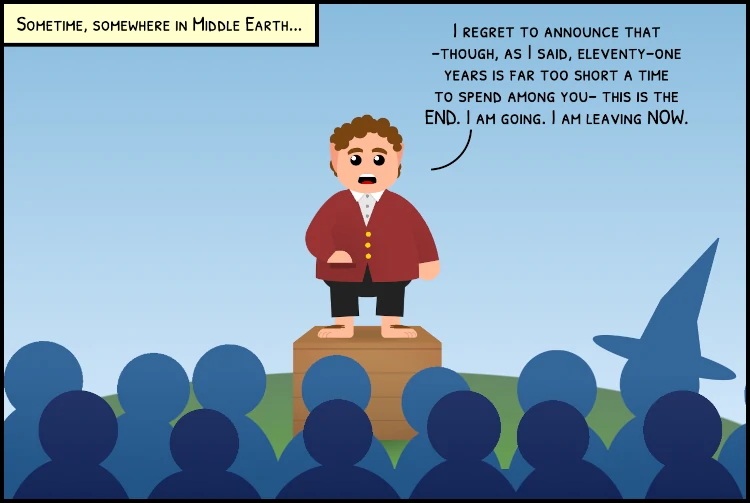 Sometime, somewhere in Middle Earth...
I regret to announce that
-though, as I said, eleventy-one
years is far too short a time
to spend among you- this is the
END. I am going. I am leaving NOW.